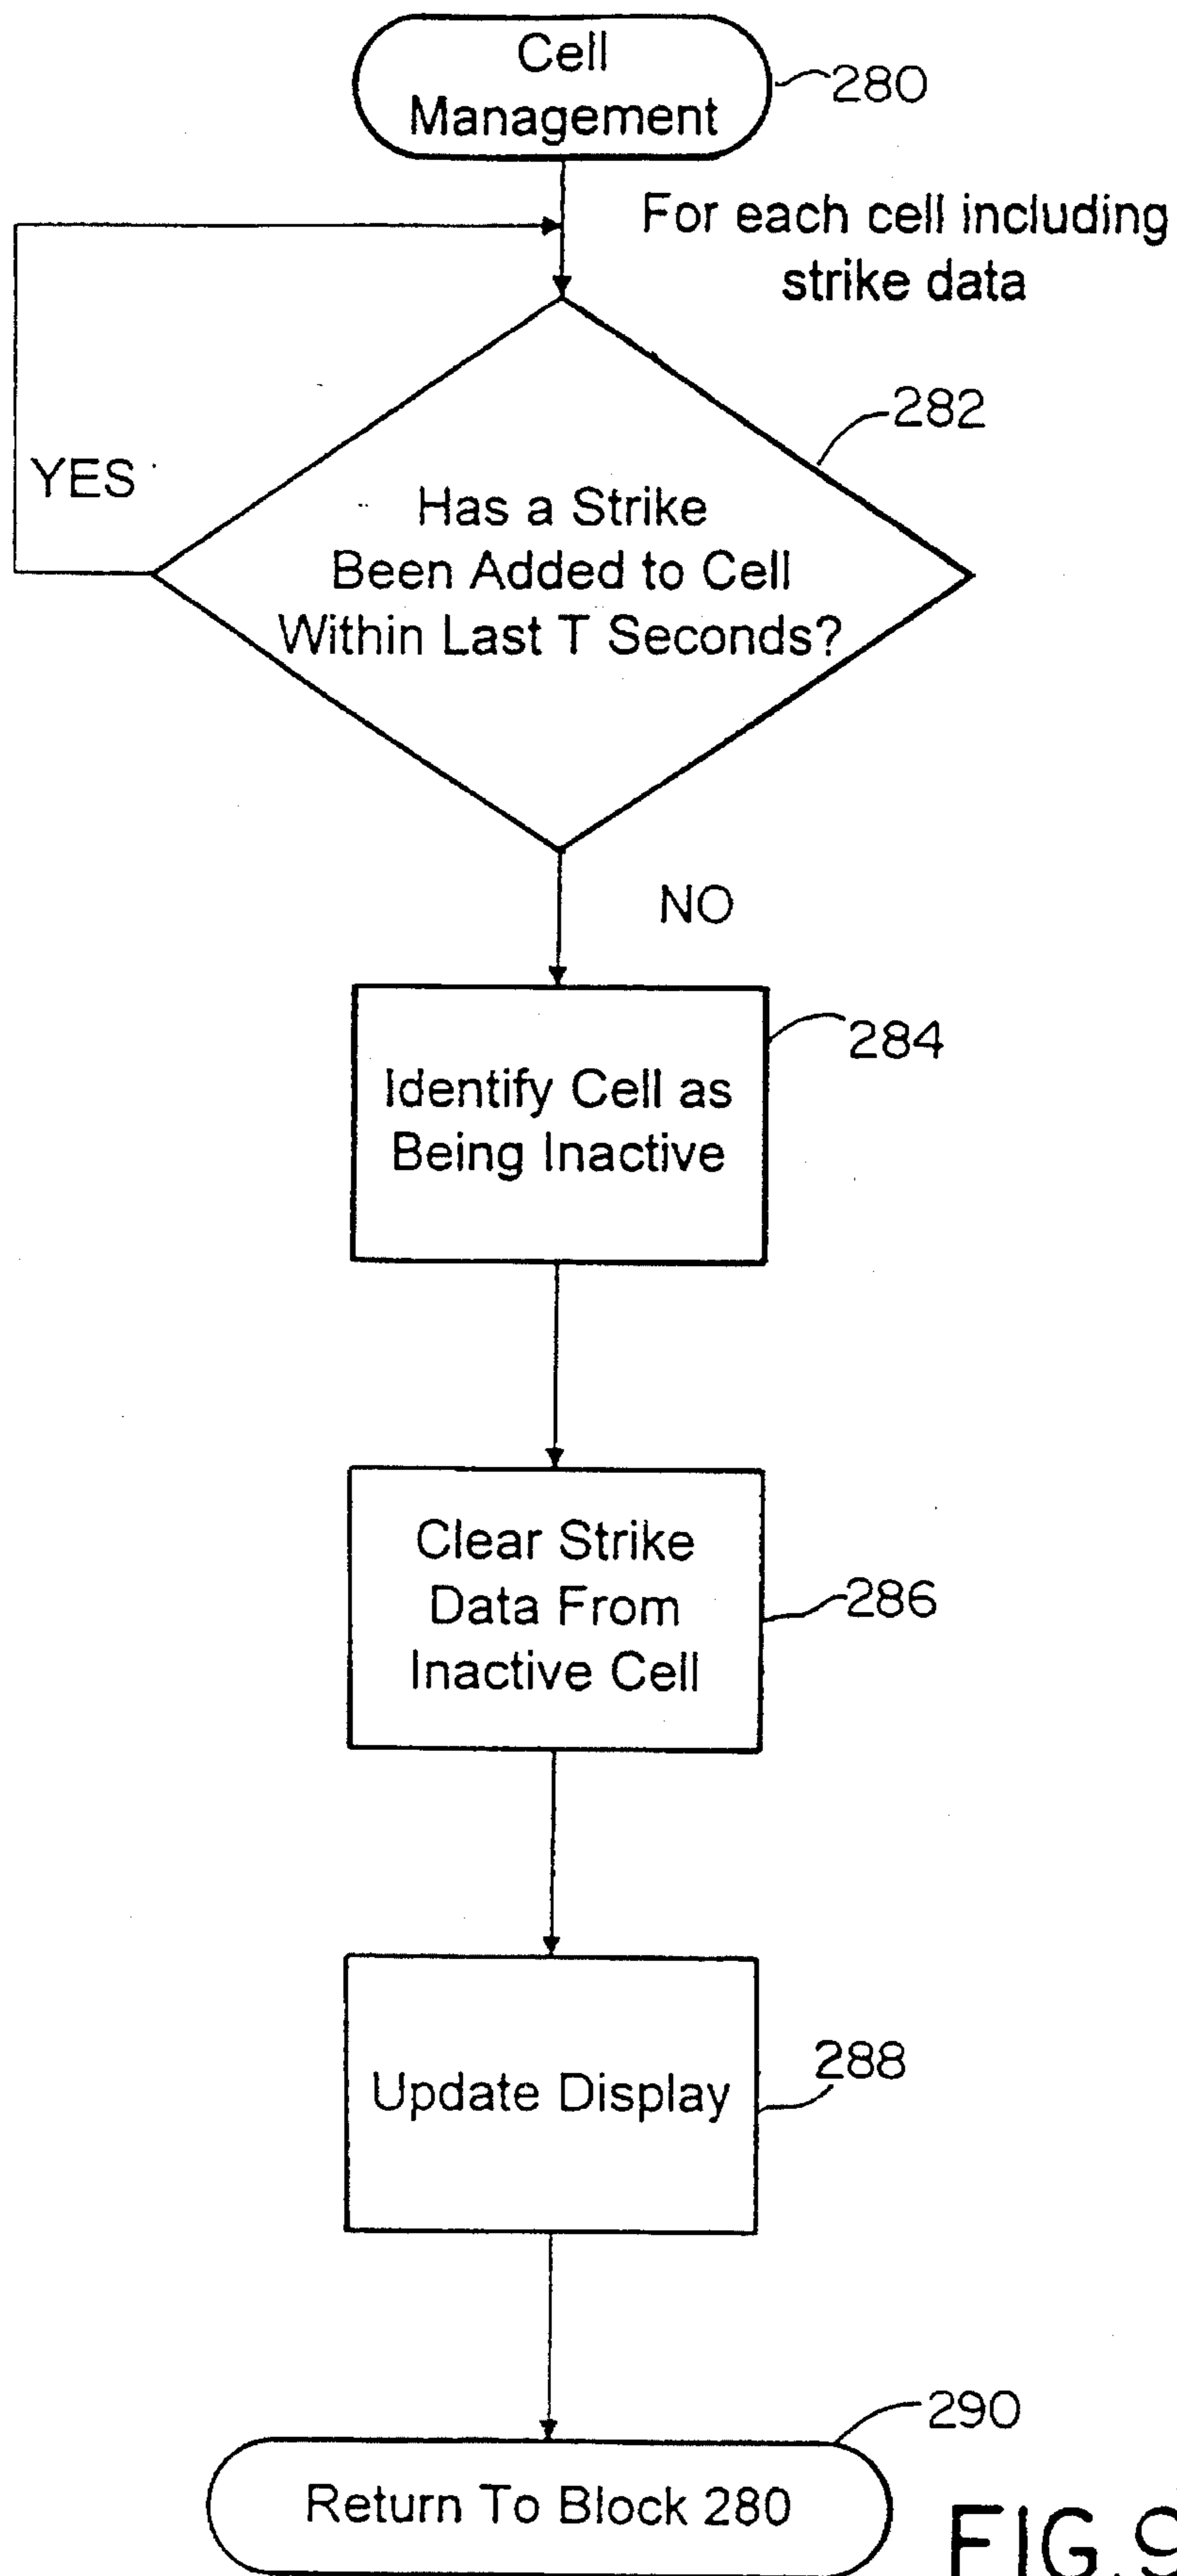 Cell
Management
280
For each cell including
strike data
282
YES
Has a Strike
Been Added to Cell
Within Last T Seconds?
NO
284
Identify Cell as
Being Inactive
Clear Strike
Data From
Inactive Cell
286
288
Update Display
290
Return To Block 280
FIG.9